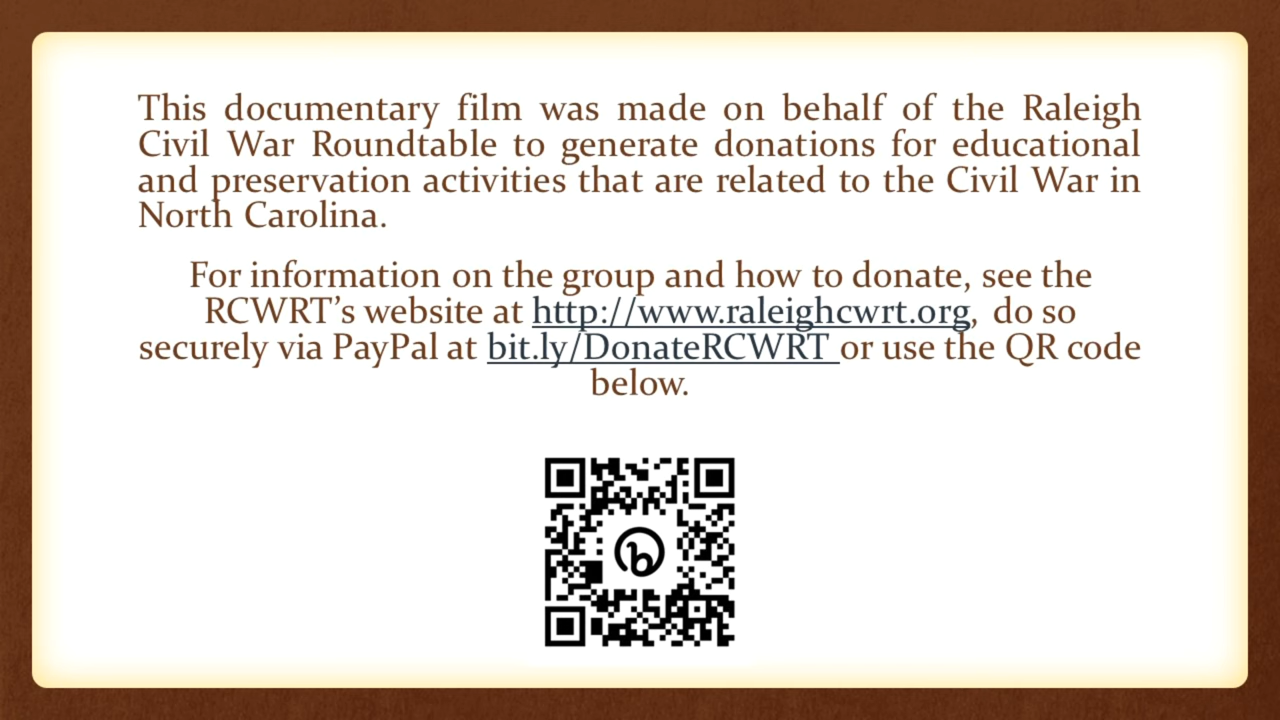 This documentary film was made on behalf of the Raleigh
Civil War Roundtable to generate donations for educational
and preservation activities that are related to the Civil War in
North Carolina.
For information on the group and how to donate, see the
RCWRT’s website at http://www.raleighcwrt.org, do so
securely via PayPal at bit.ly/DonateRCWRT or use the QR code
below.
b